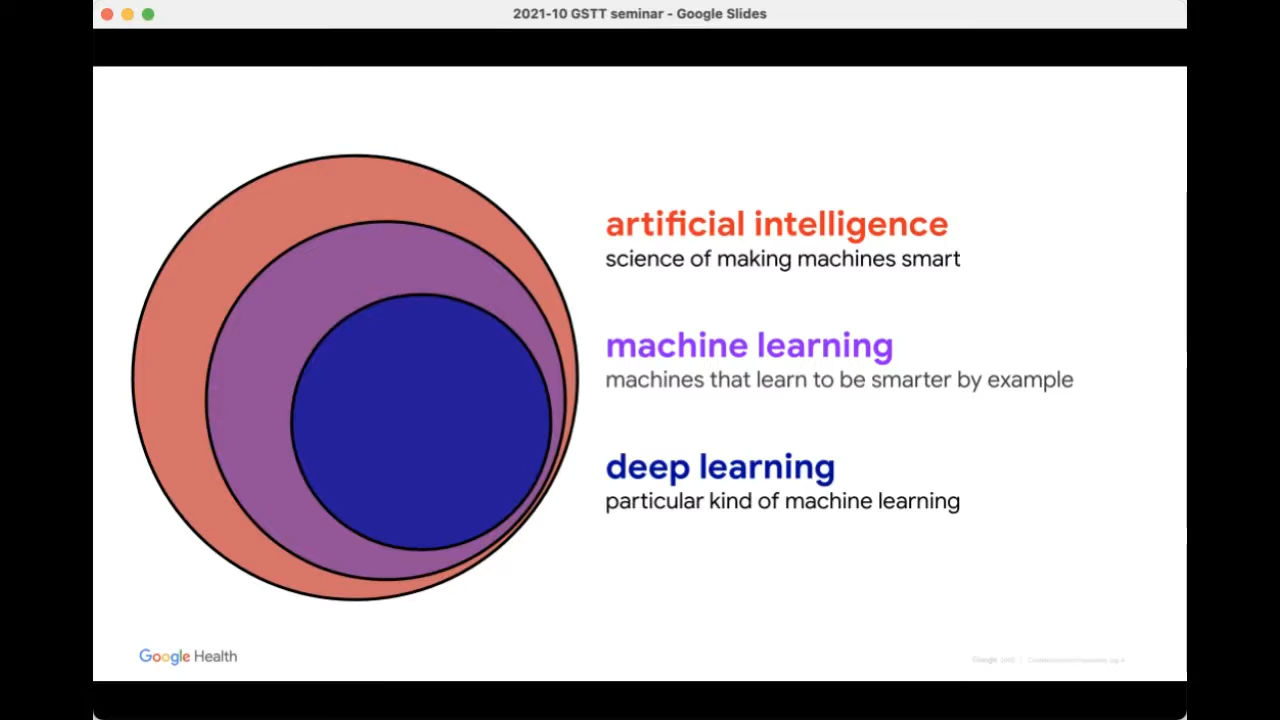 2021-10 GSTT seminar - Google Slides
artificial intelligence
science of making machines smart
machine learning
machines that learn to be smarter by example
deep learning
particular kind of machine learning
Google Health
Google